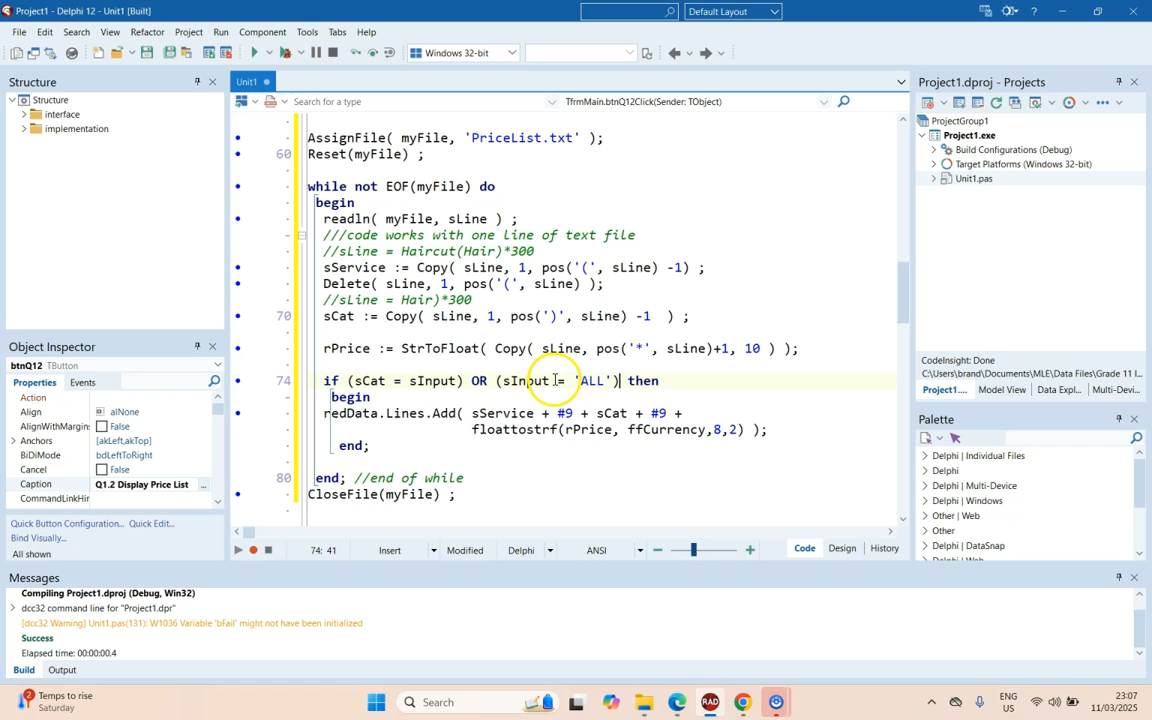 Project1 - Delphi 12 - Unit1 [Built]
Default Layout
File Edit Search View Refactor Project Run Component Tools Tabs Help
Windows 32-bit
Structure
Structure
interface
implementation
Object Inspector
btnQ12 TButton
Properties Events
Action
Align alNone
AlignWithMargins False
Anchors [akLeft,akTop]
BiDiMode bdLeftToRight
Cancel False
Caption Q1.2 Display Price List ...
CommandLinkHin
Quick Button Configuration... Quick Edit...
Bind Visually...
All shown
Unit1
Search for a type
TfrmMain.btnQ12Click(Sender: TObject)
AssignFile( myFile, 'PriceList.txt' );
60 Reset(myFile) ;
while not EOF(myFile) do
begin
readln( myFile, sLine ) ;
///code works with one line of text file
//sLine = Haircut(Hair)*300
sService := Copy( sLine, 1, pos('(', sLine) -1) ;
Delete( sLine, 1, pos('(', sLine) );
//sLine = Hair)*300
70 sCat := Copy( sLine, 1, pos(')', sLine) -1 ) ;
rPrice := StrToFloat( Copy( sLine, pos('*', sLine)+1, 10 ) );
74 if (sCat = sInput) OR (sInput = 'ALL') then
begin
redData.Lines.Add( sService + #9 + sCat + #9 +
floattostrf(rPrice, ffCurrency,8,2) );
end;
80 end; //end of while
CloseFile(myFile) ;
74: 41 Insert Modified Delphi ANSI Code Design History
Project1.dproj - Projects
ProjectGroup1
Project1.exe
Build Configurations (Debug)
Target Platforms (Windows 32-bit)
Unit1.pas
CodeInsight: Done
C:\Users\brand\Documents\MLE\Data Files\Grade 11 I
Project1.... Model View Data Expl... Multi-Device...
Palette
Delphi | Individual Files
Delphi
Delphi | Multi-Device
Delphi | Windows
Other | Web
Other
Delphi | DataSnap
Messages
Compiling Project1.dproj (Debug, Win32)
dcc32 command line for "Project1.dpr"
[dcc32 Warning] Unit1.pas(131): W1036 Variable 'bFail' might not have been initialized
Success
Elapsed time: 00:00:00.4
Build Output
2
Temps to rise
Saturday
Search
RAD
ENG
US
23:07
11/03/2025